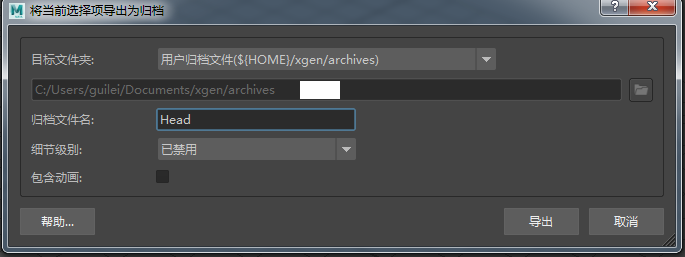 将当前选择项导出为归档
目标文件夹: 用户归档文件(${HOME}/xgen/archives)
C:/Users/guilei/Documents/xgen/archives
归档文件名: Head
细节级别: 已禁用
包含动画:
帮助... 导出 取消